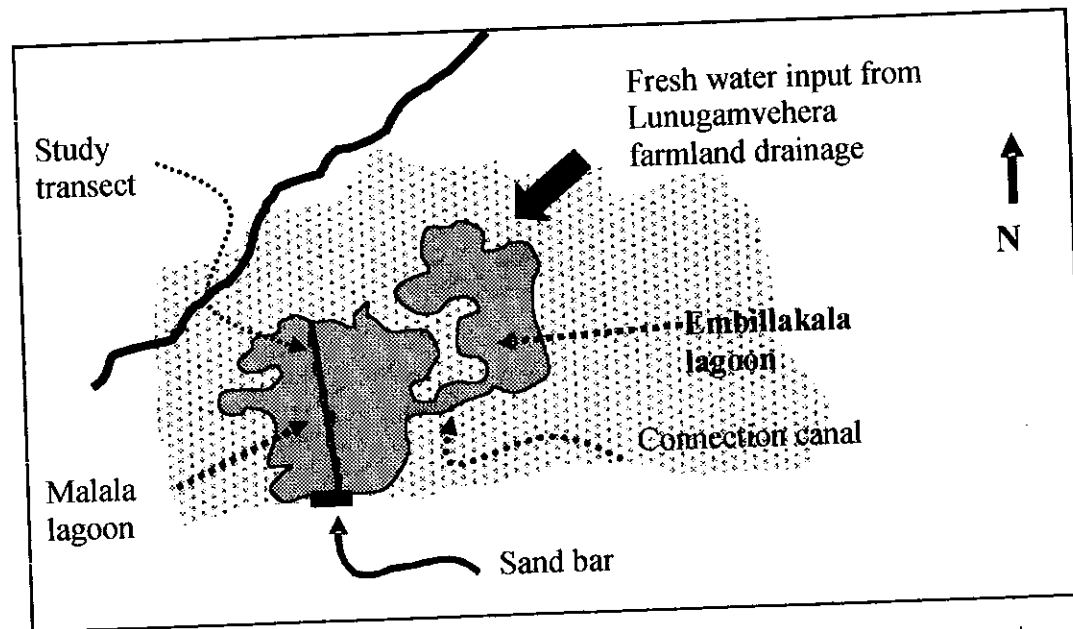 Fresh water input from
Lunugamvehera
farmland drainage
Study
transect
N
Embillakala
lagoon
Connection canal
Malala
lagoon
Sand bar